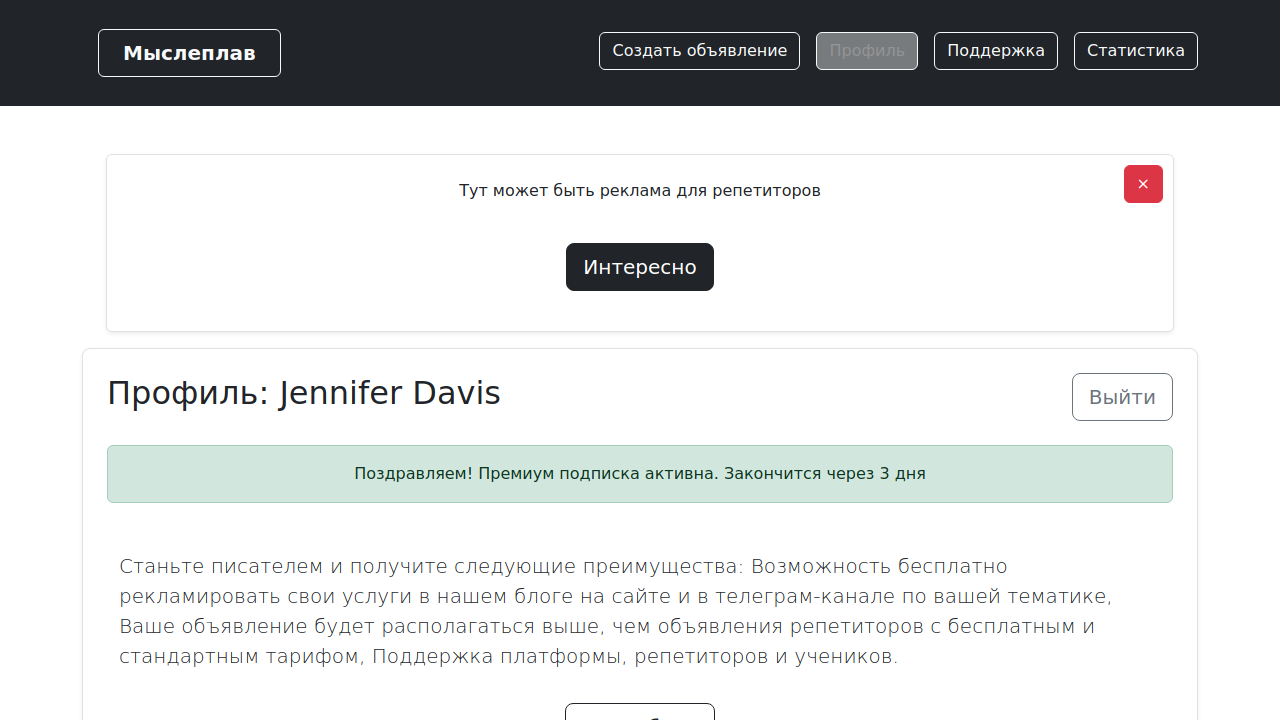 Мыслеплав
Создать объявление
Профиль
Поддержка
Статистика
Тут может быть реклама для репетиторов
×
Интересно
Профиль: Jennifer Davis
Выйти
Поздравляем! Премиум подписка активна. Закончится через 3 дня
Станьте писателем и получите следующие преимущества: Возможность бесплатно
рекламировать свои услуги в нашем блоге на сайте и в телеграм-канале по вашей тематике,
Ваше объявление будет располагаться выше, чем объявления репетиторов с бесплатным и
стандартным тарифом, Поддержка платформы, репетиторов и учеников.